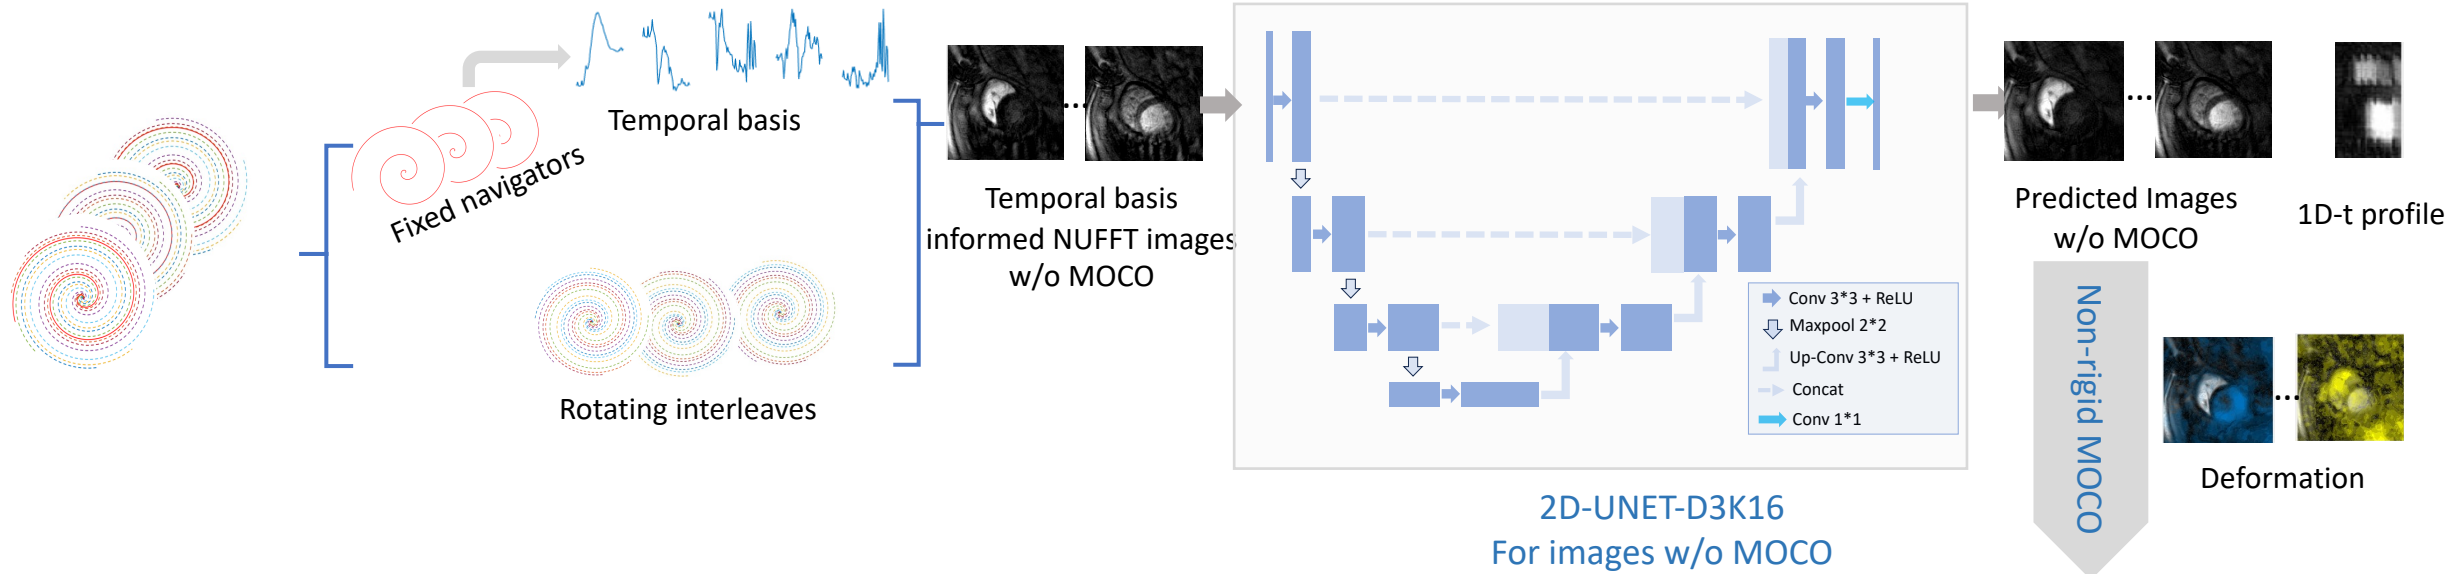 Temporal basis
Fixed navigators
Rotating interleaves
...
Temporal basis
informed NUFFT images
w/o MOCO
Conv 3*3 + ReLU
Maxpool 2*2
Up-Conv 3*3 + ReLU
Concat
Conv 1*1
2D-UNET-D3K16
For images w/o MOCO
...
Predicted Images
w/o MOCO
1D-t profile
Non-rigid MOCO
...
Deformation